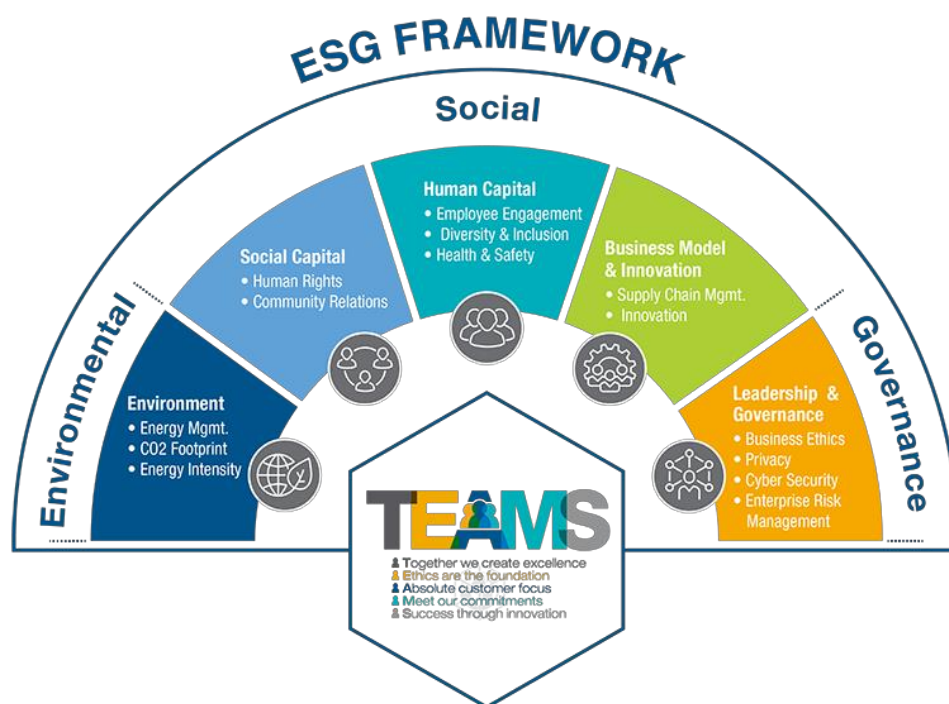 ESG FRAMEWORK
Social
Environmental
Governance
Environment
• Energy Mgmt.
• CO2 Footprint
• Energy Intensity
Social Capital
• Human Rights
• Community Relations
Human Capital
• Employee Engagement
• Diversity & Inclusion
• Health & Safety
Business Model
& Innovation
• Supply Chain Mgmt.
• Innovation
Leadership &
Governance
• Business Ethics
• Privacy
• Cyber Security
• Enterprise Risk
Management
TEAMS
Together we create excellence
Ethics are the foundation
Absolute customer focus
Meet our commitments
Success through innovation